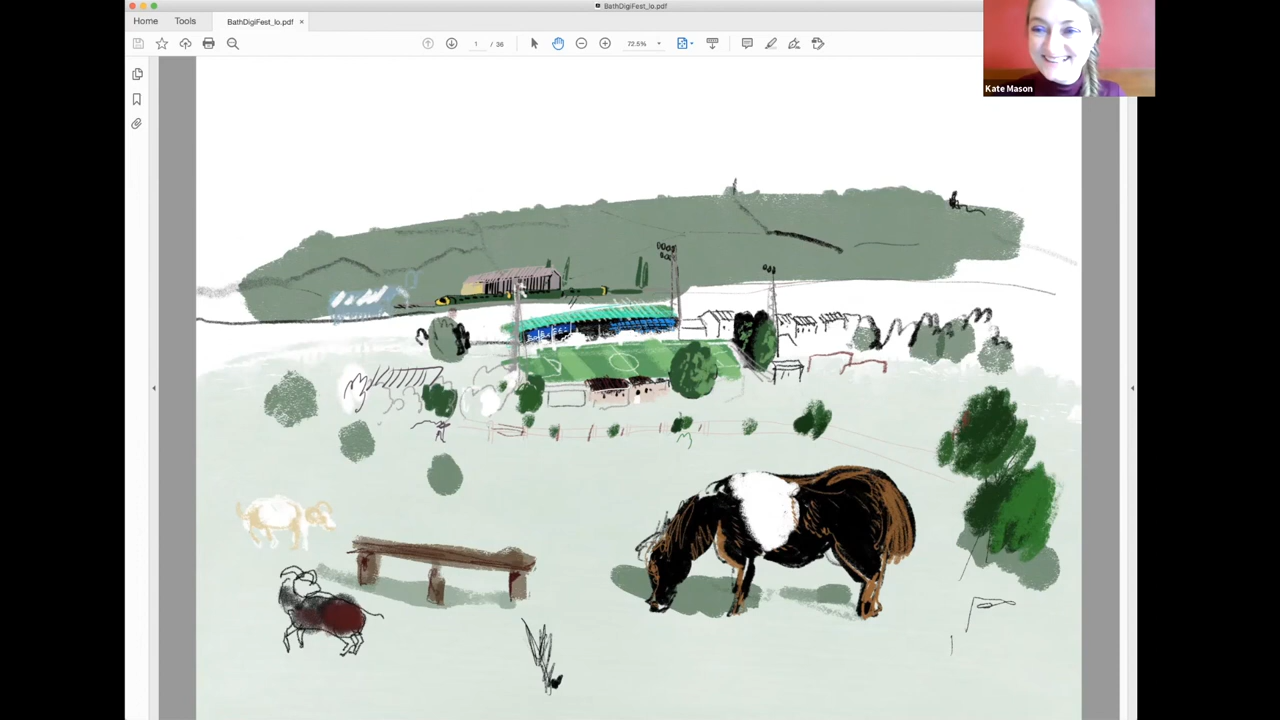 BathDigiFest_lo.pdf
Home
Tools
BathDigiFest_lo.pdf ×
1 / 36
72.5%
Kate Mason